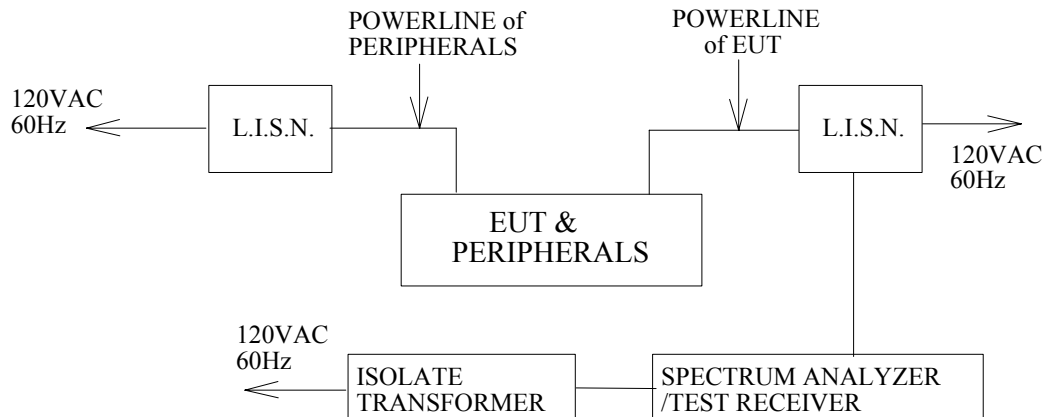 POWERLINE of
PERIPHERALS
POWERLINE
of EUT
120VAC
60Hz
L.I.S.N.
L.I.S.N.
120VAC
60Hz
EUT &
PERIPHERALS
120VAC
60Hz
ISOLATE
TRANSFORMER
SPECTRUM ANALYZER
/TEST RECEIVER